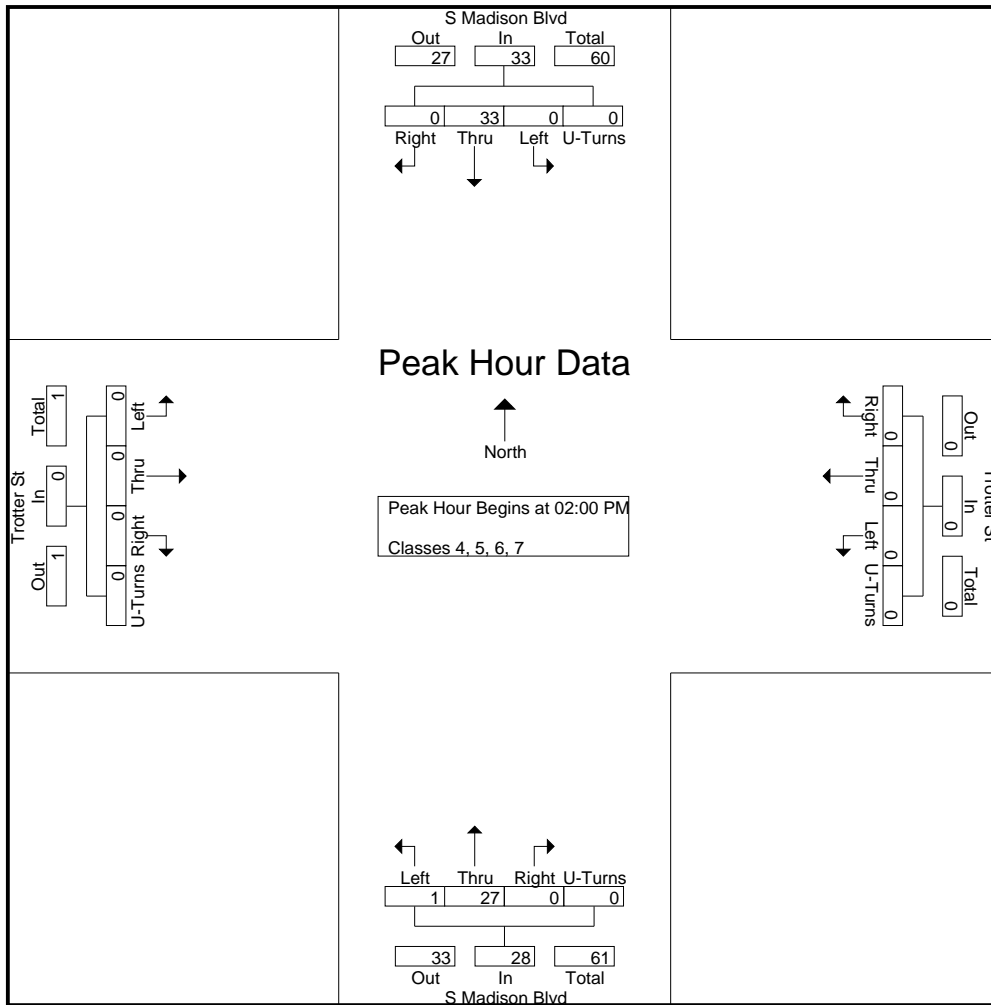 S Madison Blvd
Out In Total
27 33 60
0 33 0 0
Right Thru Left U-Turns
Peak Hour Data
North
Peak Hour Begins at 02:00 PM
Classes 4, 5, 6, 7
Trotter St
Total In Out
1 0 1
0 0 0 0
Left Thru Right U-Turns
Right Thru Left U-Turns
0 0 0 0
Out In Total
0 0 0
Trotter St
Left Thru Right U-Turns
1 27 0 0
33 28 61
Out In Total
S Madison Blvd